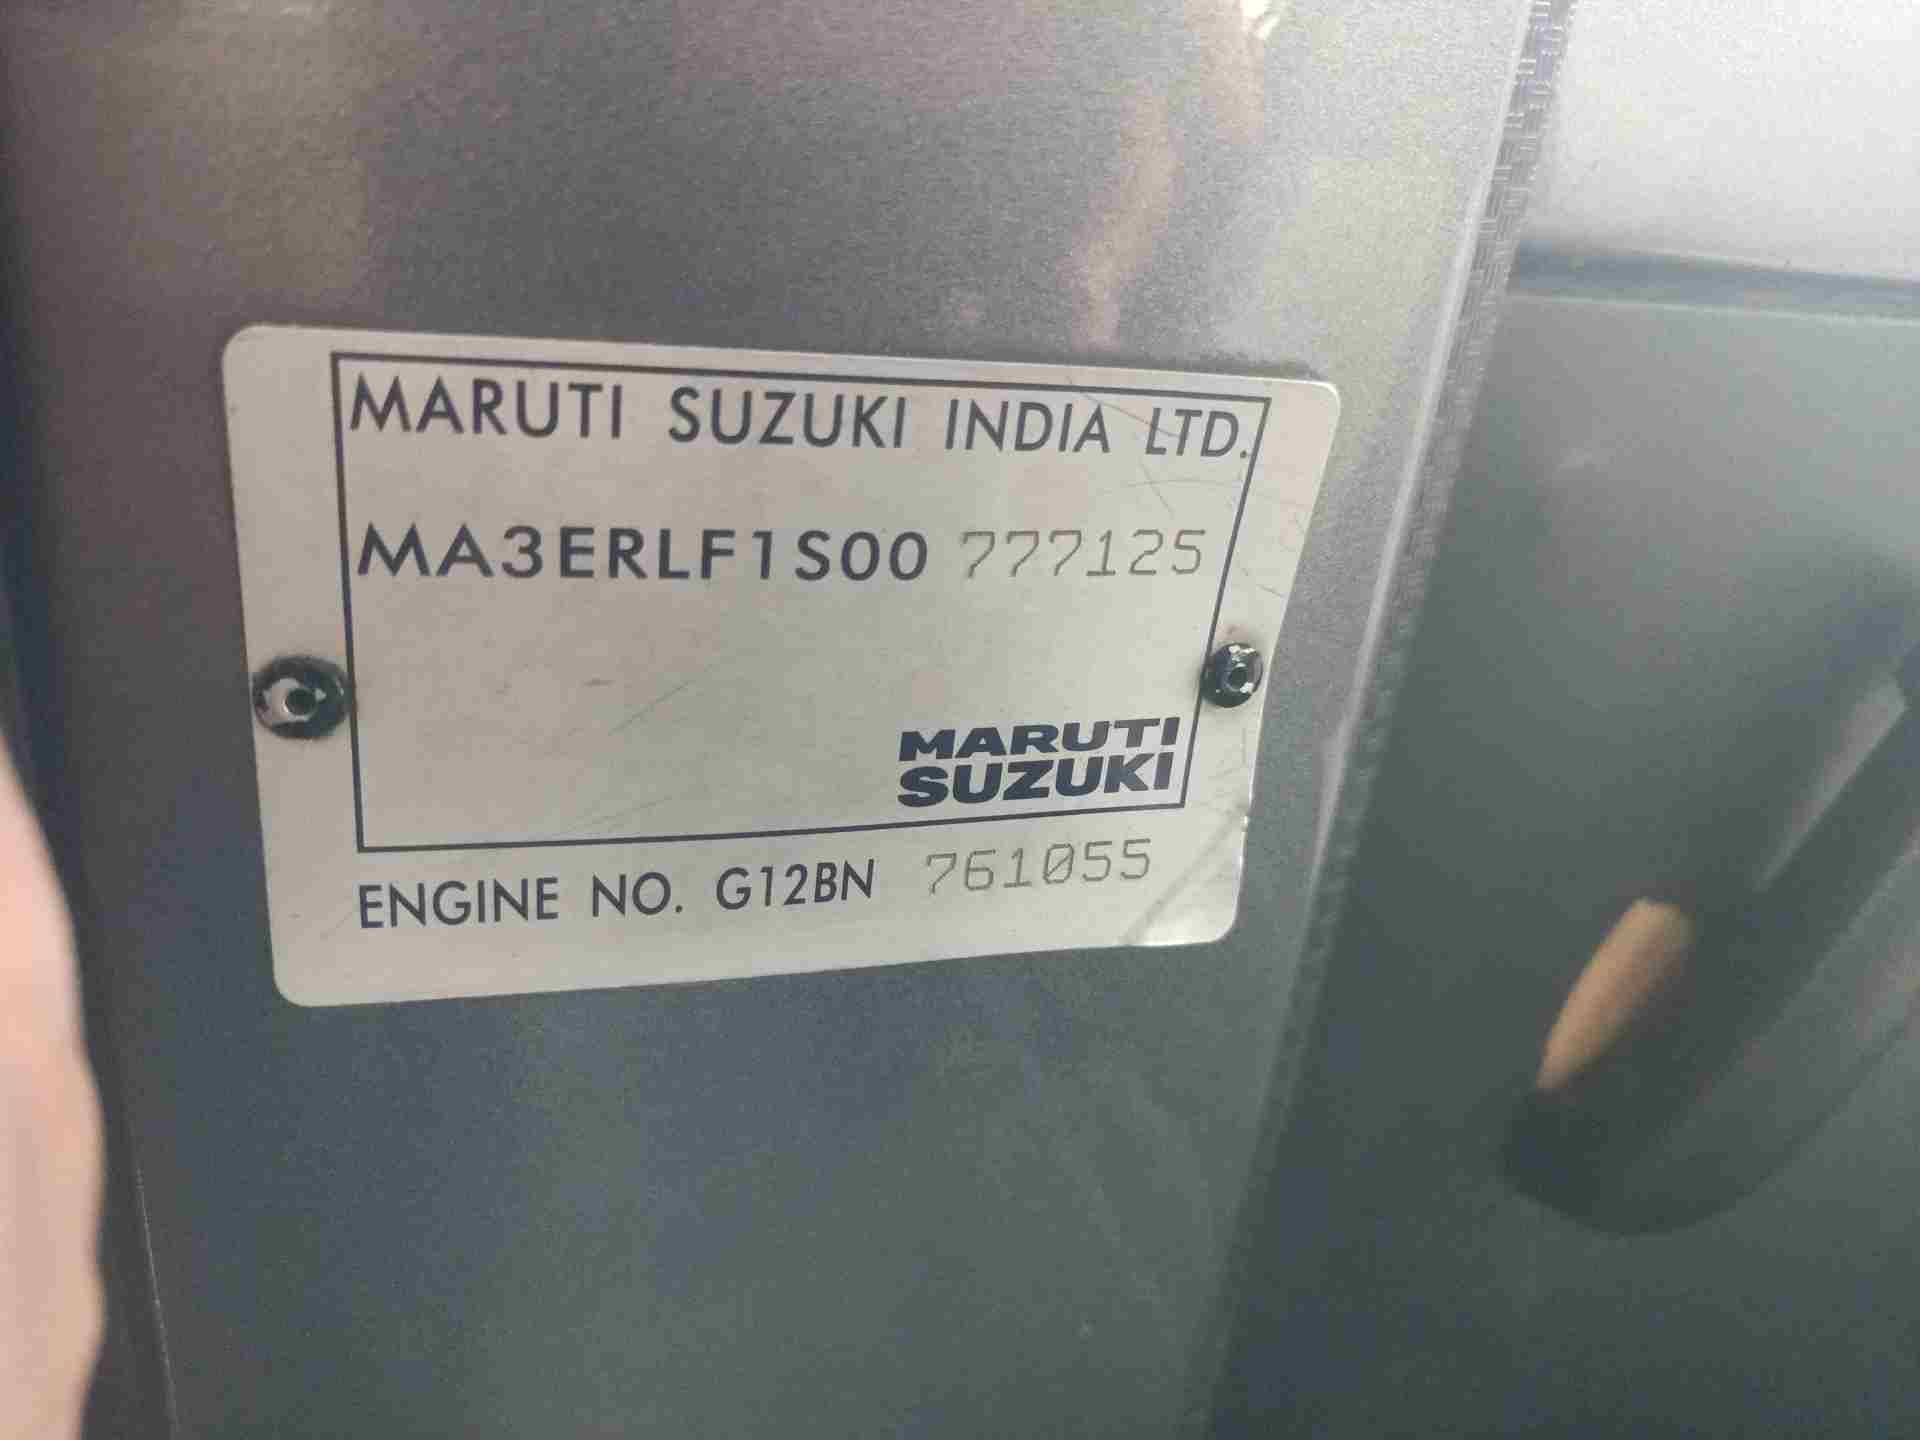 MARUTI SUZUKI INDIA LTD.
MA3ERLF1S00 777125
MARUTI
SUZUKI
ENGINE NO. G12BN 761055